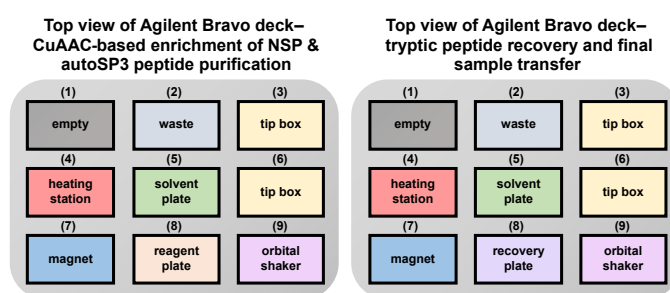 Top view of Agilent Bravo deck–
CuAAC-based enrichment of NSP &
autoSP3 peptide purification
(1)
(2)
(3)
empty
waste
tip box
(4)
(5)
(6)
heating
station
solvent
plate
tip box
(7)
(8)
(9)
magnet
reagent
plate
orbital
shaker
Top view of Agilent Bravo deck–
tryptic peptide recovery and final
sample transfer
(1)
(2)
(3)
empty
waste
tip box
(4)
(5)
(6)
heating
station
solvent
plate
tip box
(7)
(8)
(9)
magnet
recovery
plate
orbital
shaker